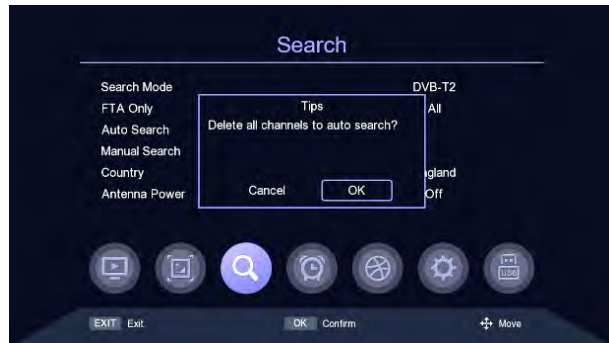 Search
Search Mode DVB-T2
FTA Only All
Auto Search
Manual Search
Country
Antenna Power Off
Tips
Delete all channels to auto search?
Cancel OK
USB
EXIT Exit OK Confirm Move